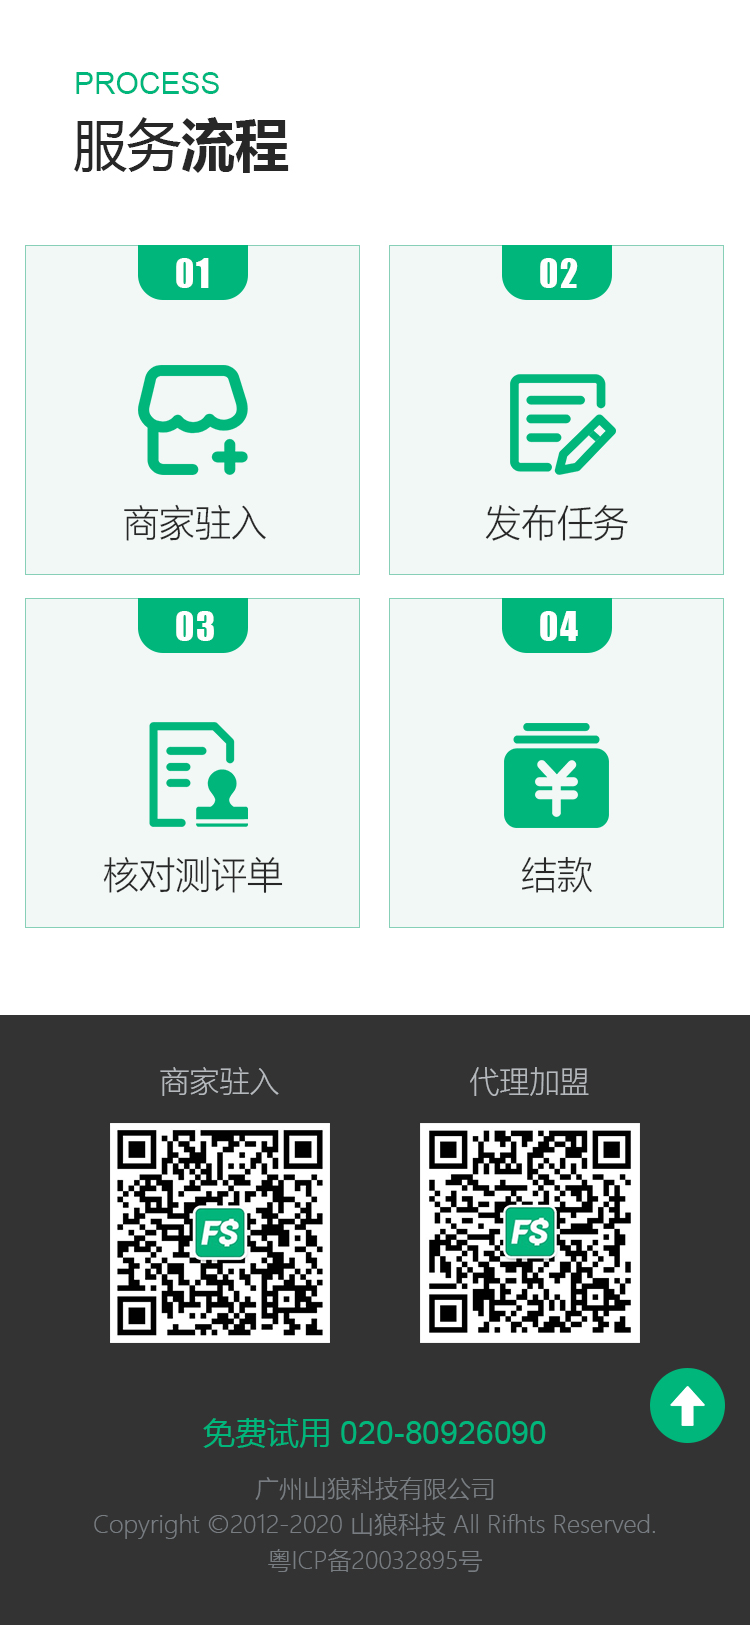 PROCESS
服务流程
01
02
商家驻入
发布任务
03
04
¥
核对测评单
结款
商家驻入
代理加盟
F$
F$
免费试用 020-80926090
广州山狼科技有限公司
Copyright ©2012-2020 山狼科技 All Rifhts Reserved.
粤ICP备20032895号